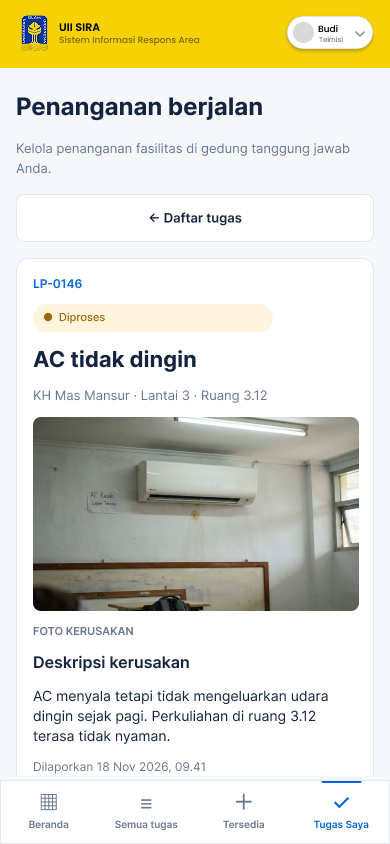 UII SIRA
Sistem Informasi Respons Area
Budi
Teknisi
Penanganan berjalan
Kelola penanganan fasilitas di gedung tanggung jawab
Anda.
← Daftar tugas
LP-0146
Diproses
AC tidak dingin
KH Mas Mansur · Lantai 3 · Ruang 3.12
AC Rusak
FOTO KERUSAKAN
Deskripsi kerusakan
AC menyala tetapi tidak mengeluarkan udara
dingin sejak pagi. Perkuliahan di ruang 3.12
terasa tidak nyaman.
Dilaporkan 18 Nov 2026, 09.41
Beranda
Semua tugas
Tersedia
Tugas Saya